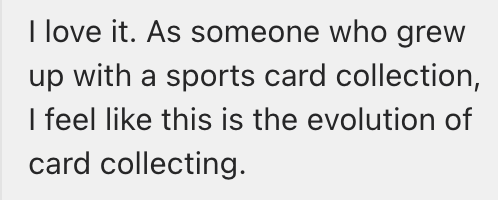 I love it. As someone who grew
up with a sports card collection,
I feel like this is the evolution of
card collecting.